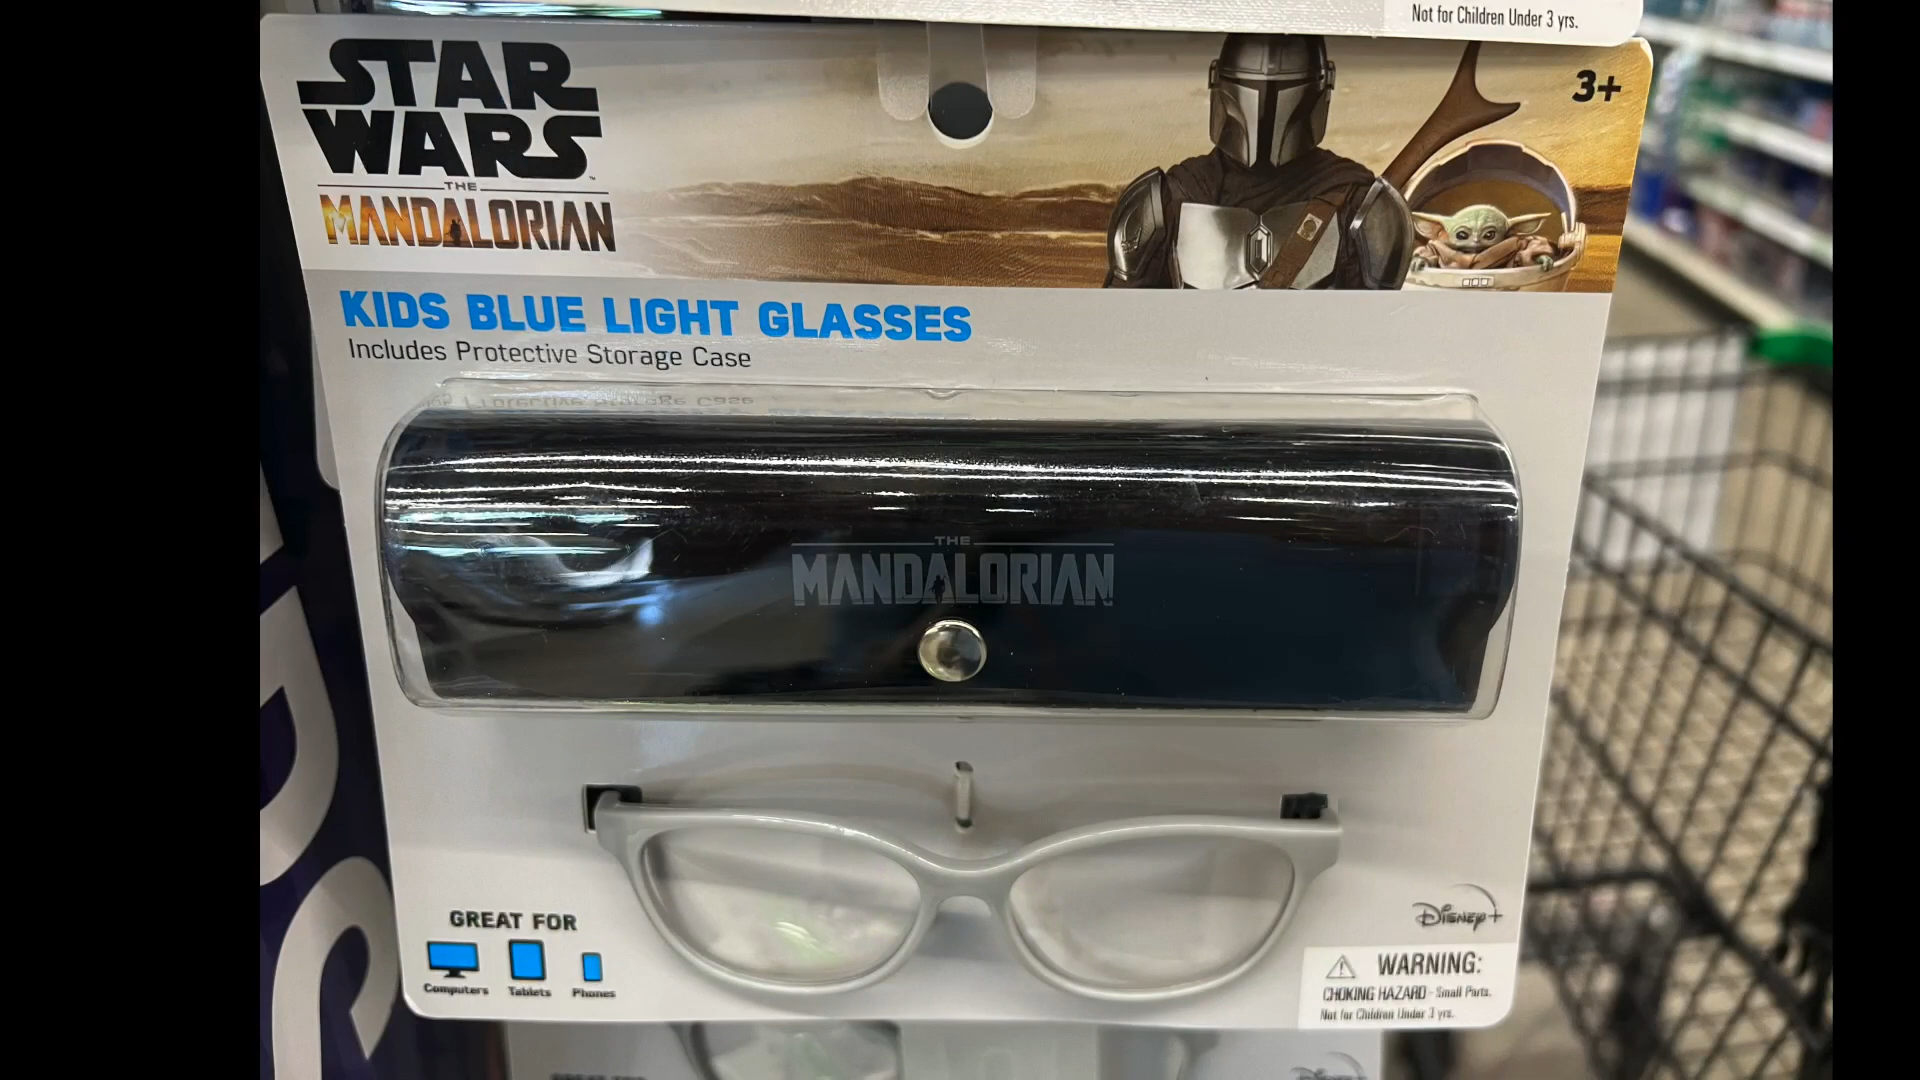 Not for Children Under 3 yrs.
STAR
WARS
THE
MANDALORIAN
3+
KIDS BLUE LIGHT GLASSES
Includes Protective Storage Case
THE
MANDALORIAN
GREAT FOR
Computers Tablets Phones
Disney+
WARNING:
CHOKING HAZARD - Small Parts.
Not for Children Under 3 yrs.
GREAT FOR